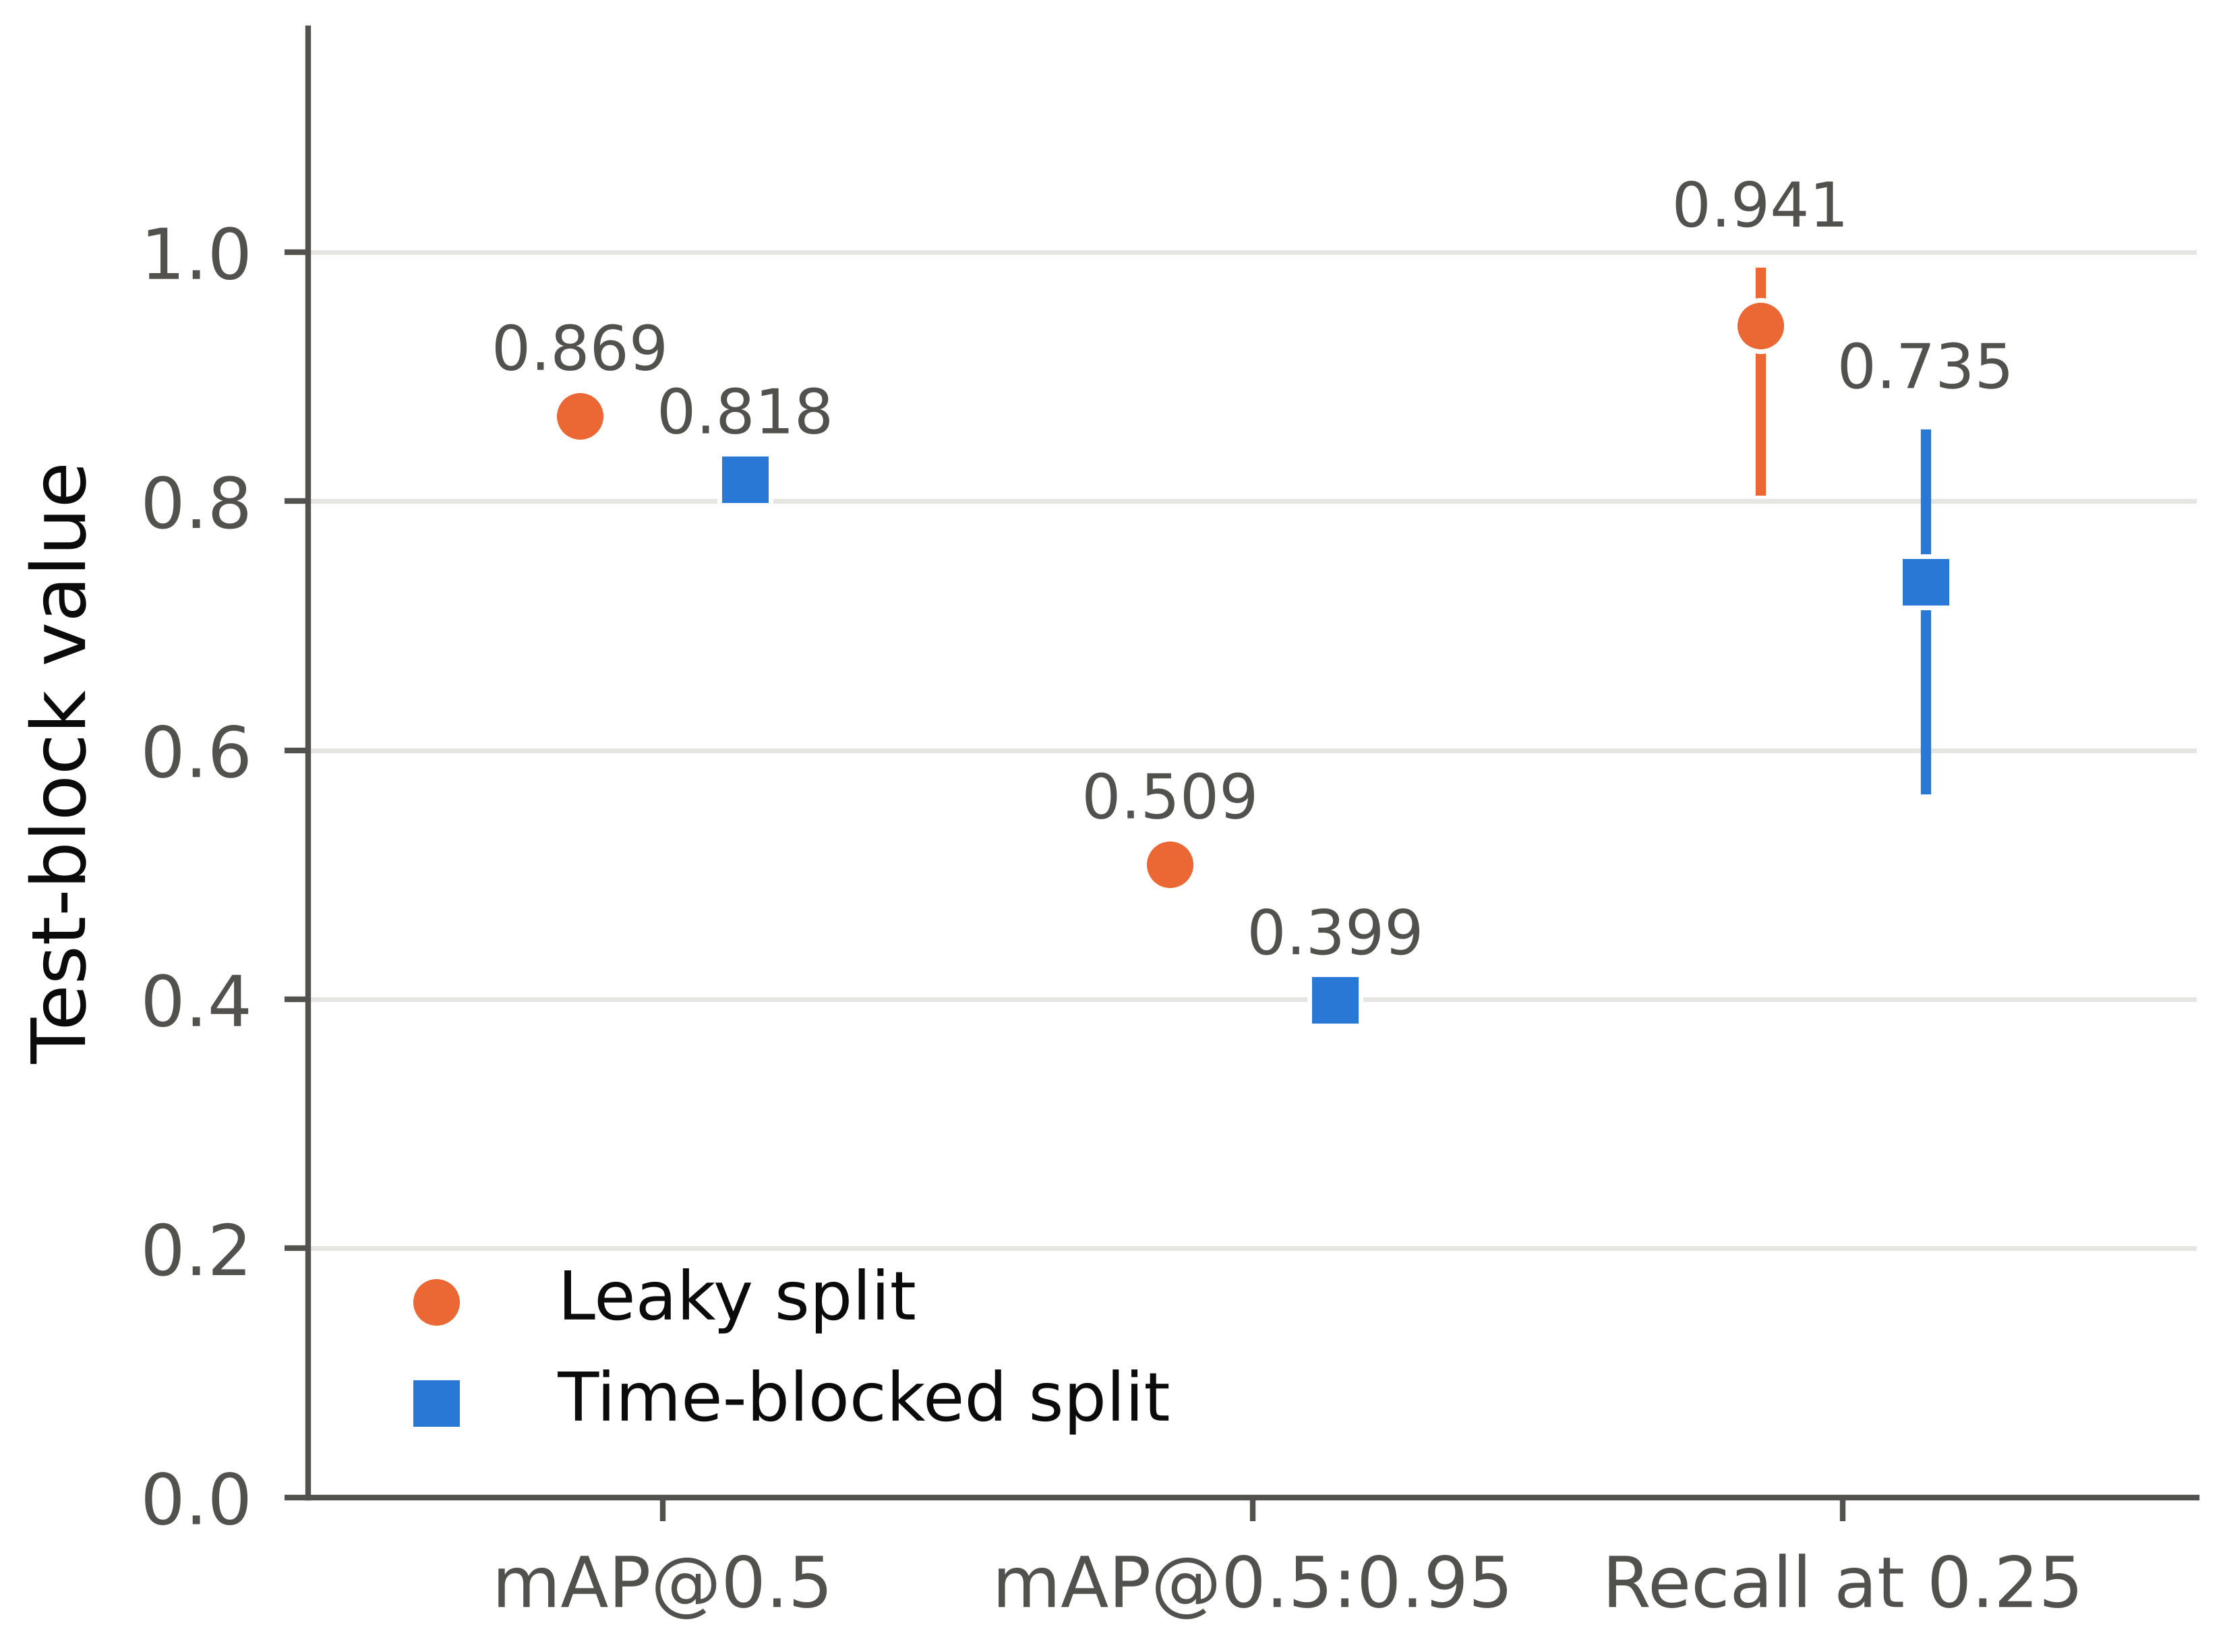 0.941
1.0
0.869
0.735
0.818
0.8
0.6
0.509
0.399
0.4
0.2
0.0
Test-block value
Leaky split
Time-blocked split
mAP@0.5
mAP@0.5:0.95
Recall at 0.25